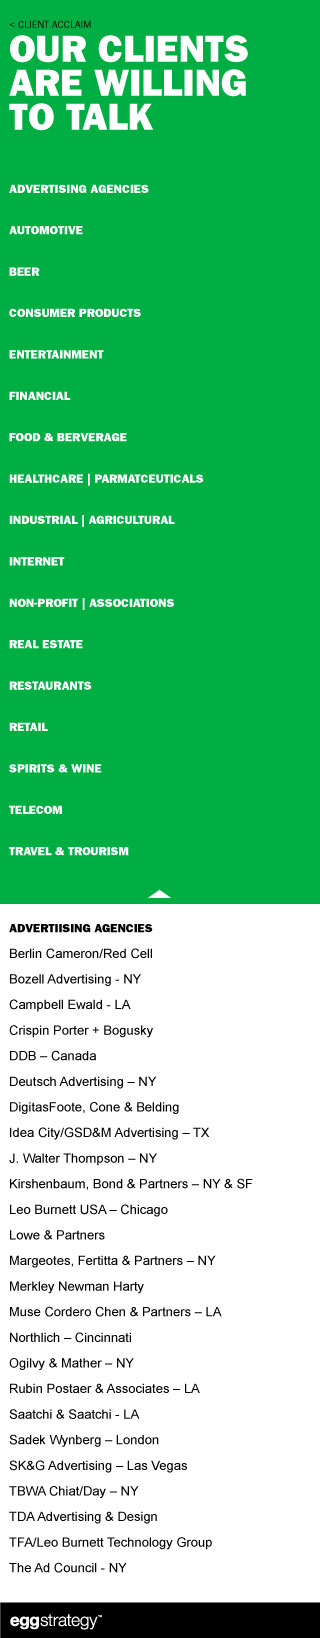 < CLIENT ACCLAIM
OUR CLIENTS
ARE WILLING
TO TALK
ADVERTISING AGENCIES
AUTOMOTIVE
BEER
CONSUMER PRODUCTS
ENTERTAINMENT
FINANCIAL
FOOD & BERVERAGE
HEALTHCARE | PARMATCEUTICALS
INDUSTRIAL | AGRICULTURAL
INTERNET
NON-PROFIT | ASSOCIATIONS
REAL ESTATE
RESTAURANTS
RETAIL
SPIRITS & WINE
TELECOM
TRAVEL & TROURISM
ADVERTIISING AGENCIES
Berlin Cameron/Red Cell
Bozell Advertising - NY
Campbell Ewald - LA
Crispin Porter + Bogusky
DDB – Canada
Deutsch Advertising – NY
DigitasFoote, Cone & Belding
Idea City/GSD&M Advertising – TX
J. Walter Thompson – NY
Kirshenbaum, Bond & Partners – NY & SF
Leo Burnett USA – Chicago
Lowe & Partners
Margeotes, Fertitta & Partners – NY
Merkley Newman Harty
Muse Cordero Chen & Partners – LA
Northlich – Cincinnati
Ogilvy & Mather – NY
Rubin Postaer & Associates – LA
Saatchi & Saatchi - LA
Sadek Wynberg – London
SK&G Advertising – Las Vegas
TBWA Chiat/Day – NY
TDA Advertising & Design
TFA/Leo Burnett Technology Group
The Ad Council - NY
eggstrategy™